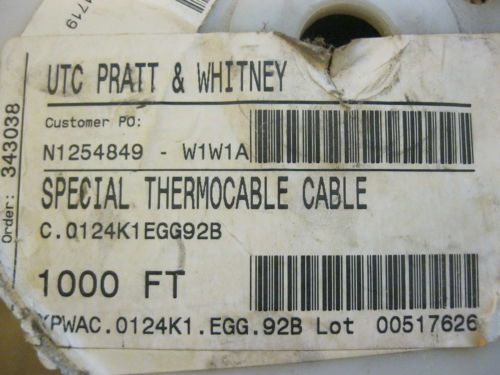 1719
UTC PRATT & WHITNEY
Customer PO:
N1254849 - W1W1A
Order: 343038
SPECIAL THERMOCABLE CABLE
C.0124K1EGG92B
1000 FT
XPWAC.0124K1.EGG.92B Lot 00517626